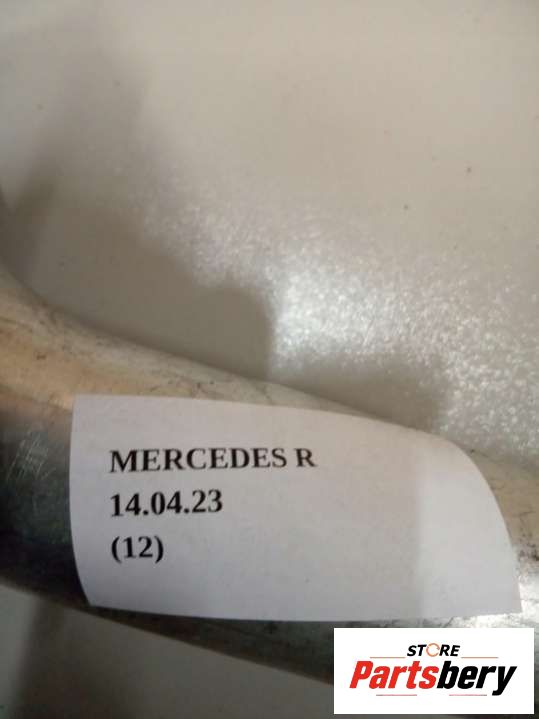 MERCEDES R
14.04.23
(12)
STORE
Partsbery